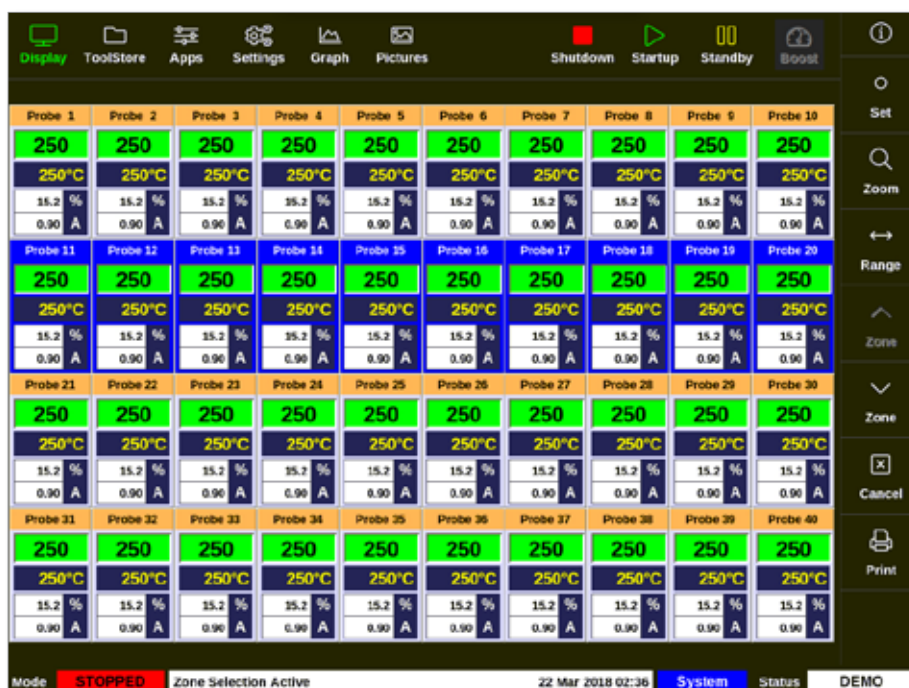 Display ToolStore Apps Settings Graph Pictures Shutdown Startup Standby Boost
Set
Zoom
Range
Zone
Zone
Cancel
Print
Probe 1 Probe 2 Probe 3 Probe 4 Probe 5 Probe 6 Probe 7 Probe 8 Probe 9 Probe 10
250 250 250 250 250 250 250 250 250 250
250°C 250°C 250°C 250°C 250°C 250°C 250°C 250°C 250°C 250°C
15.2 % 15.2 % 15.2 % 15.2 % 15.2 % 15.2 % 15.2 % 15.2 % 15.2 % 15.2 %
0.90 A 0.90 A 0.90 A 0.90 A 0.90 A 0.90 A 0.90 A 0.90 A 0.90 A 0.90 A
Probe 11 Probe 12 Probe 13 Probe 14 Probe 15 Probe 16 Probe 17 Probe 18 Probe 19 Probe 20
250 250 250 250 250 250 250 250 250 250
250°C 250°C 250°C 250°C 250°C 250°C 250°C 250°C 250°C 250°C
15.2 % 15.2 % 15.2 % 15.2 % 15.2 % 15.2 % 15.2 % 15.2 % 15.2 % 15.2 %
0.90 A 0.90 A 0.90 A 0.90 A 0.90 A 0.90 A 0.90 A 0.90 A 0.90 A 0.90 A
Probe 21 Probe 22 Probe 23 Probe 24 Probe 25 Probe 26 Probe 27 Probe 28 Probe 29 Probe 30
250 250 250 250 250 250 250 250 250 250
250°C 250°C 250°C 250°C 250°C 250°C 250°C 250°C 250°C 250°C
15.2 % 15.2 % 15.2 % 15.2 % 15.2 % 15.2 % 15.2 % 15.2 % 15.2 % 15.2 %
0.90 A 0.90 A 0.90 A 0.90 A 0.90 A 0.90 A 0.90 A 0.90 A 0.90 A 0.90 A
Probe 31 Probe 32 Probe 33 Probe 34 Probe 35 Probe 36 Probe 37 Probe 38 Probe 39 Probe 40
250 250 250 250 250 250 250 250 250 250
250°C 250°C 250°C 250°C 250°C 250°C 250°C 250°C 250°C 250°C
15.2 % 15.2 % 15.2 % 15.2 % 15.2 % 15.2 % 15.2 % 15.2 % 15.2 % 15.2 %
0.90 A 0.90 A 0.90 A 0.90 A 0.90 A 0.90 A 0.90 A 0.90 A 0.90 A 0.90 A
Mode STOPPED Zone Selection Active 22 Mar 2018 02:36 System Status DEMO